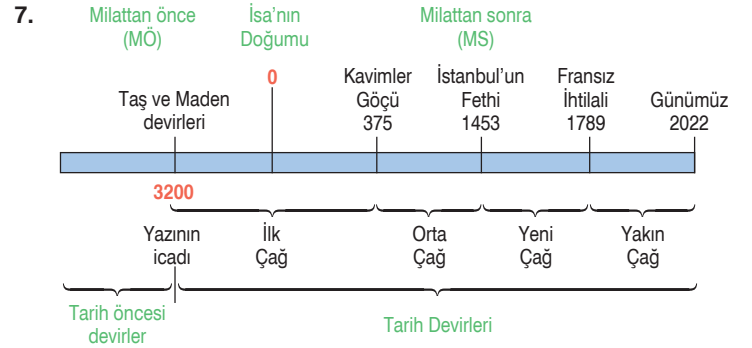 7.
Milattan önce
(MÖ)
İsa’nın
Doğumu
Milattan sonra
(MS)
0
Taş ve Maden
devirleri
Kavimler
Göçü
375
İstanbul’un
Fethi
1453
Fransız
İhtilali
1789
Günümüz
2022
3200
Yazının
icadı
İlk
Çağ
Orta
Çağ
Yeni
Çağ
Yakın
Çağ
Tarih öncesi
devirler
Tarih Devirleri